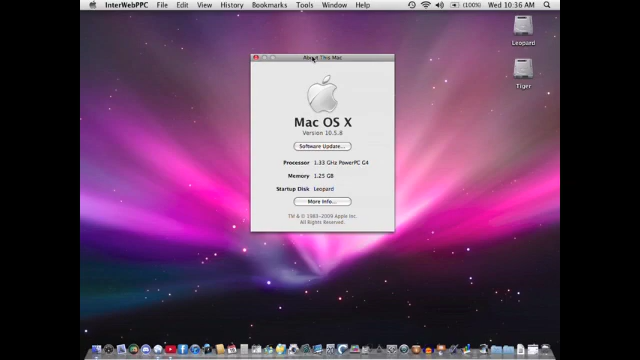 InterWebPPC File Edit View History Bookmarks Tools Window Help (100%) Wed 10:36 AM
Leopard
Tiger
About This Mac
Mac OS X
Version 10.5.8
Software Update...
Processor 1.33 GHz PowerPC G4
Memory 1.25 GB
Startup Disk Leopard
More Info...
TM & © 1983-2009 Apple Inc.
All Rights Reserved.